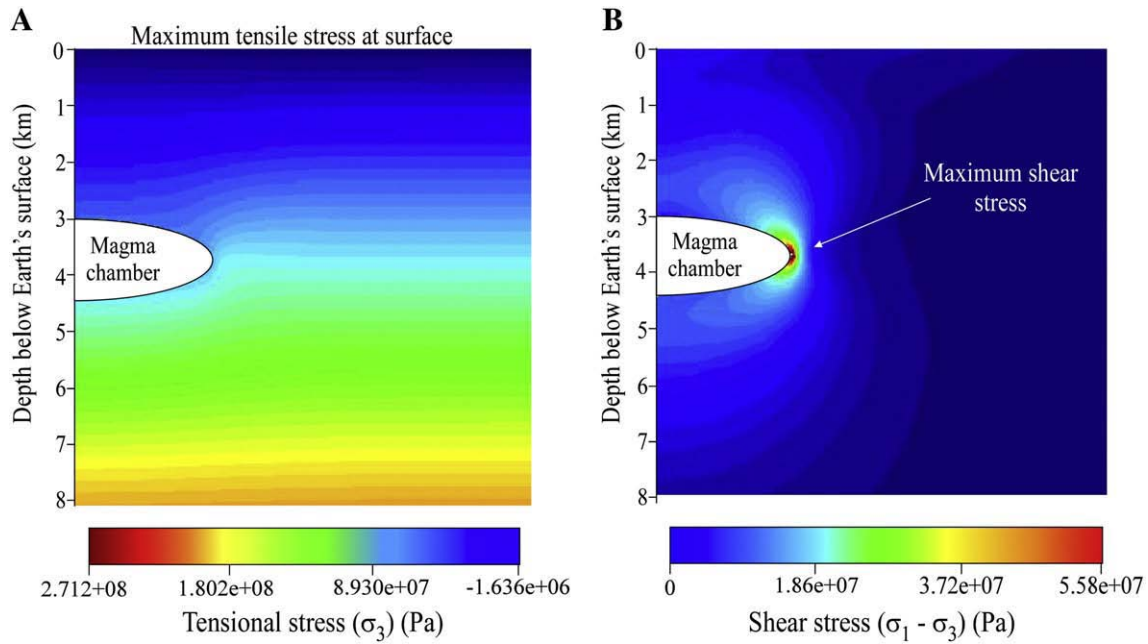 A
Maximum tensile stress at surface
0
1
2
3
4
5
6
7
8
Depth below Earth's surface (km)
Magma
chamber
2.712e+08
1.802e+08
8.930e+07
-1.636e+06
Tensional stress (σ3) (Pa)
B
0
1
2
3
4
5
6
7
8
Depth below Earth's surface (km)
Maximum shear
stress
Magma
chamber
0
1.86e+07
3.72e+07
5.58e+07
Shear stress (σ1 - σ3) (Pa)